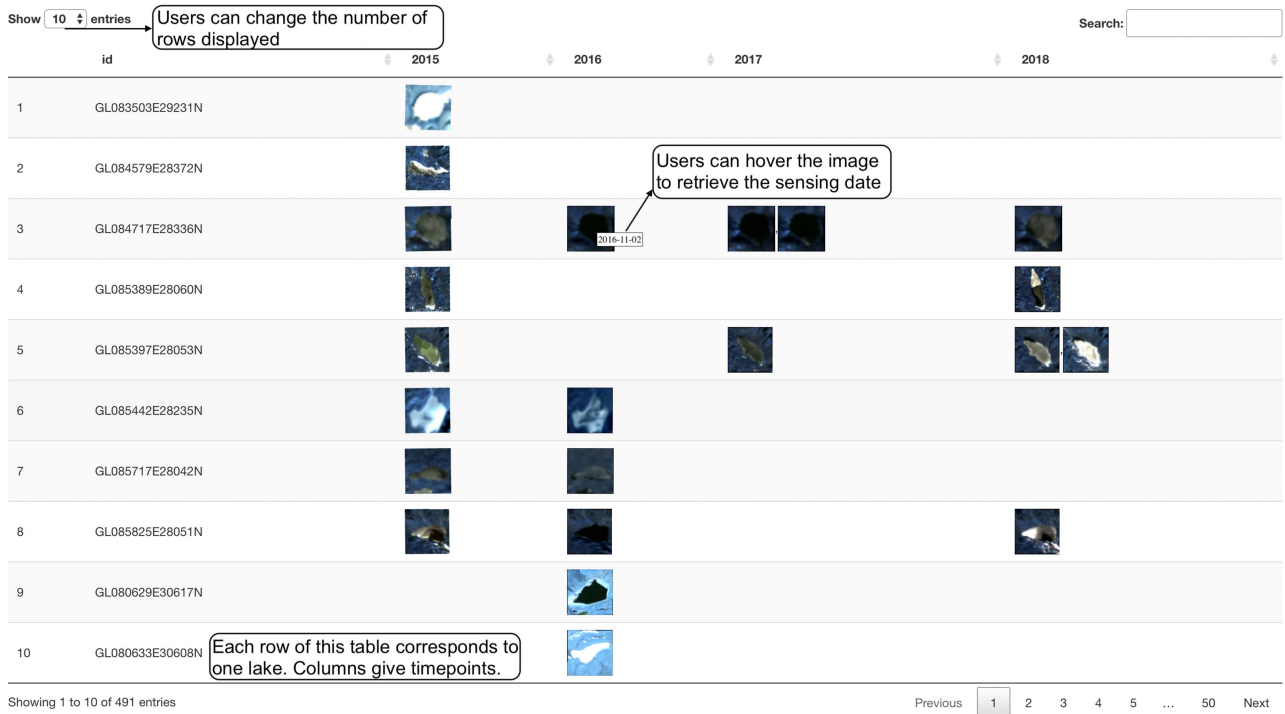 Show 10 entries
Users can change the number of
rows displayed
Search:
id 2015 2016 2017 2018
1 GL083503E29231N
2 GL084579E28372N
Users can hover the image
to retrieve the sensing date
3 GL084717E28336N
2016-11-02
,
4 GL085389E28060N
5 GL085397E28053N ,
6 GL085442E28235N
7 GL085717E28042N
8 GL085825E28051N
9 GL080629E30617N
10 GL080633E30608N
Each row of this table corresponds to
one lake. Columns give timepoints.
Showing 1 to 10 of 491 entries
Previous 1 2 3 4 5 … 50 Next